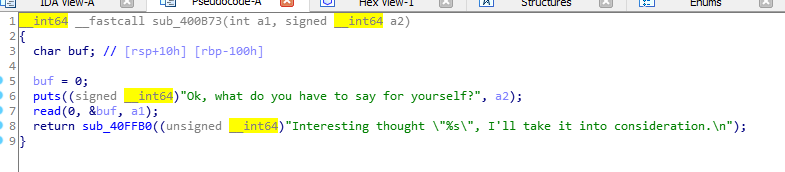 IDA View-A Pseudocode-A Hex View-1 Structures Enums
1 __int64 __fastcall sub_400B73(int a1, signed __int64 a2)
2 {
3 char buf; // [rsp+10h] [rbp-100h]
4
5 buf = 0;
6 puts((signed __int64)"Ok, what do you have to say for yourself?", a2);
7 read(0, &buf, a1);
8 return sub_40FFB0((unsigned __int64)"Interesting thought \"%s\", I'll take it into consideration.\n");
9 }